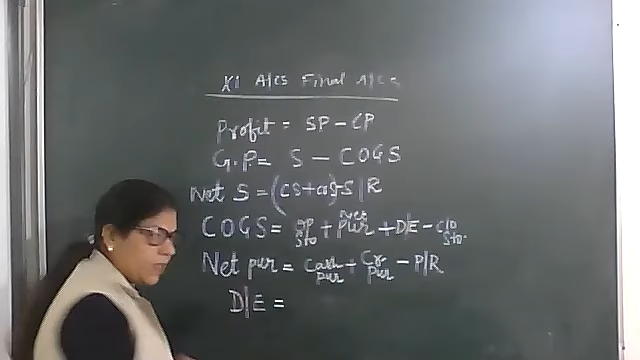 XI A/cs Final A/cs
Profit = SP - CP
G.P = S - COGS
Net S = (CS + CrS) - S/R
COGS = op Sto + Net pur + D/E - Clo Sto.
Net pur = Cash pur + Cr pur - P/R
D/E =